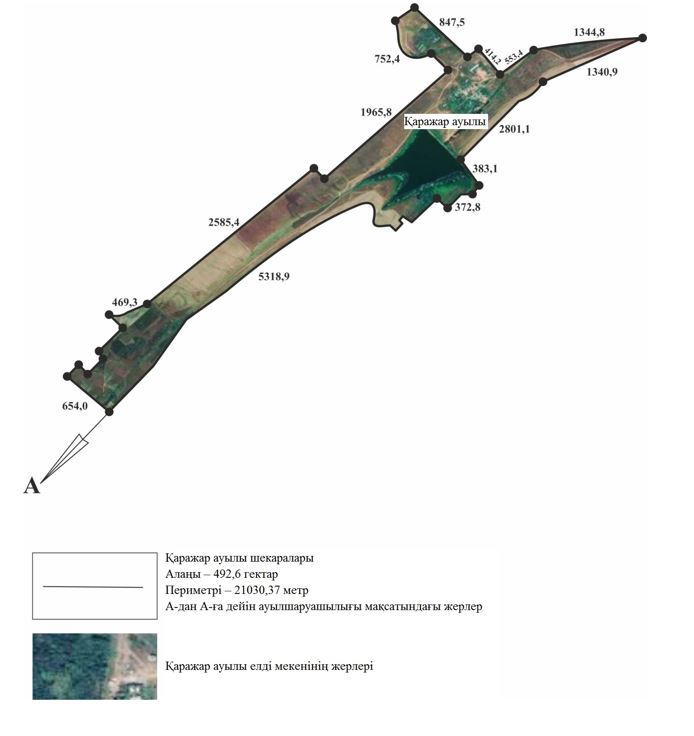 847,5
1344,8
752,4
414,2
553,4
1340,9
1965,8
Қаражар ауылы
2801,1
383,1
372,8
2585,4
5318,9
469,3
654,0
А
Қаражар ауылы шекаралары
Алаңы – 492,6 гектар
Периметрі – 21030,37 метр
А-дан А-ға дейін ауылшаруашылығы мақсатындағы жерлер
Қаражар ауылы елді мекенінің жерлері